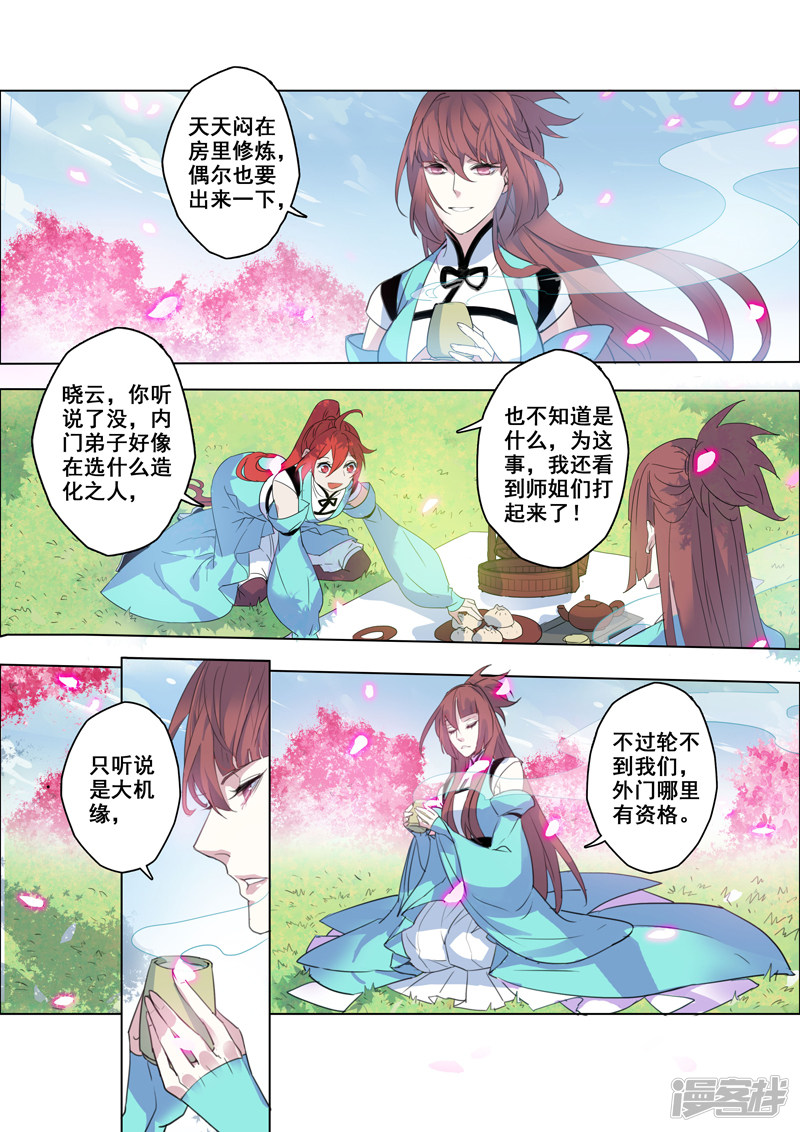 天天闷在
房里修炼，
偶尔也要
出来一下，
晓云，你听
说了没，内
门弟子好像
在选什么造
化之人，
也不知道是
什么，为这
事，我还看
到师姐们打
起来了！
只听说
是大机
缘，
不过轮不
到我们，
外门哪里
有资格。
漫客栈